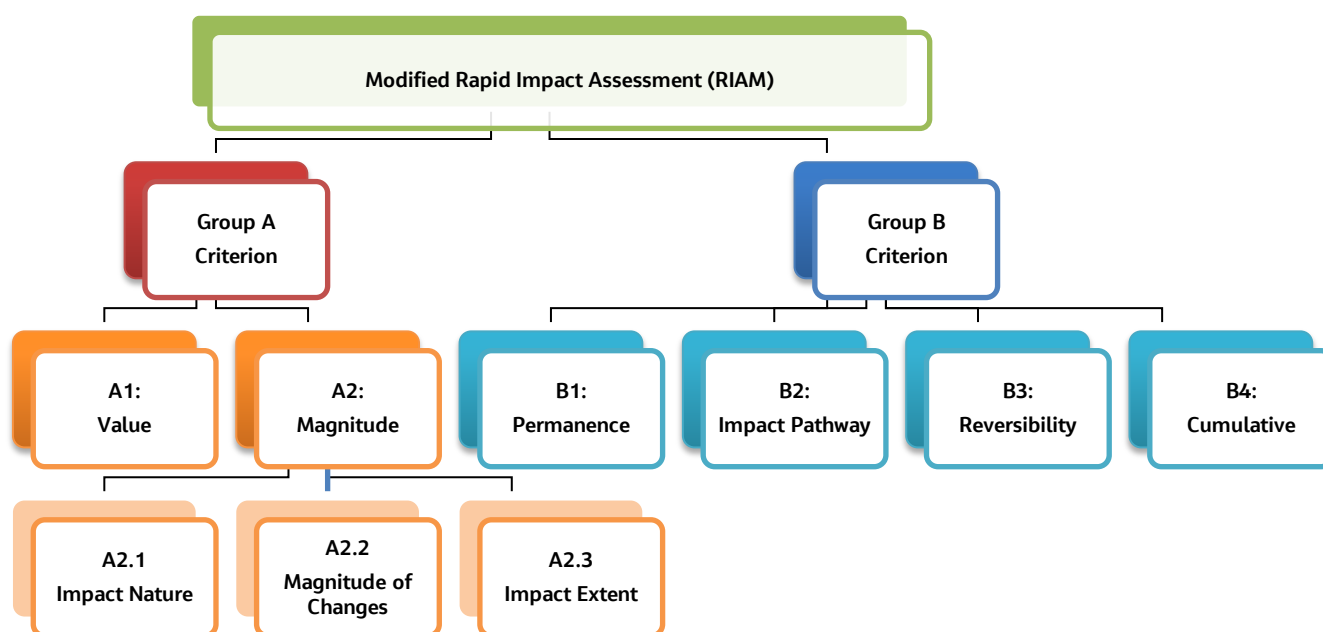 Modified Rapid Impact Assessment (RIAM)
Group A
Criterion
Group B
Criterion
A1:
Value
A2:
Magnitude
B1:
Permanence
B2:
Impact Pathway
B3:
Reversibility
B4:
Cumulative
A2.1
Impact Nature
A2.2
Magnitude of
Changes
A2.3
Impact Extent